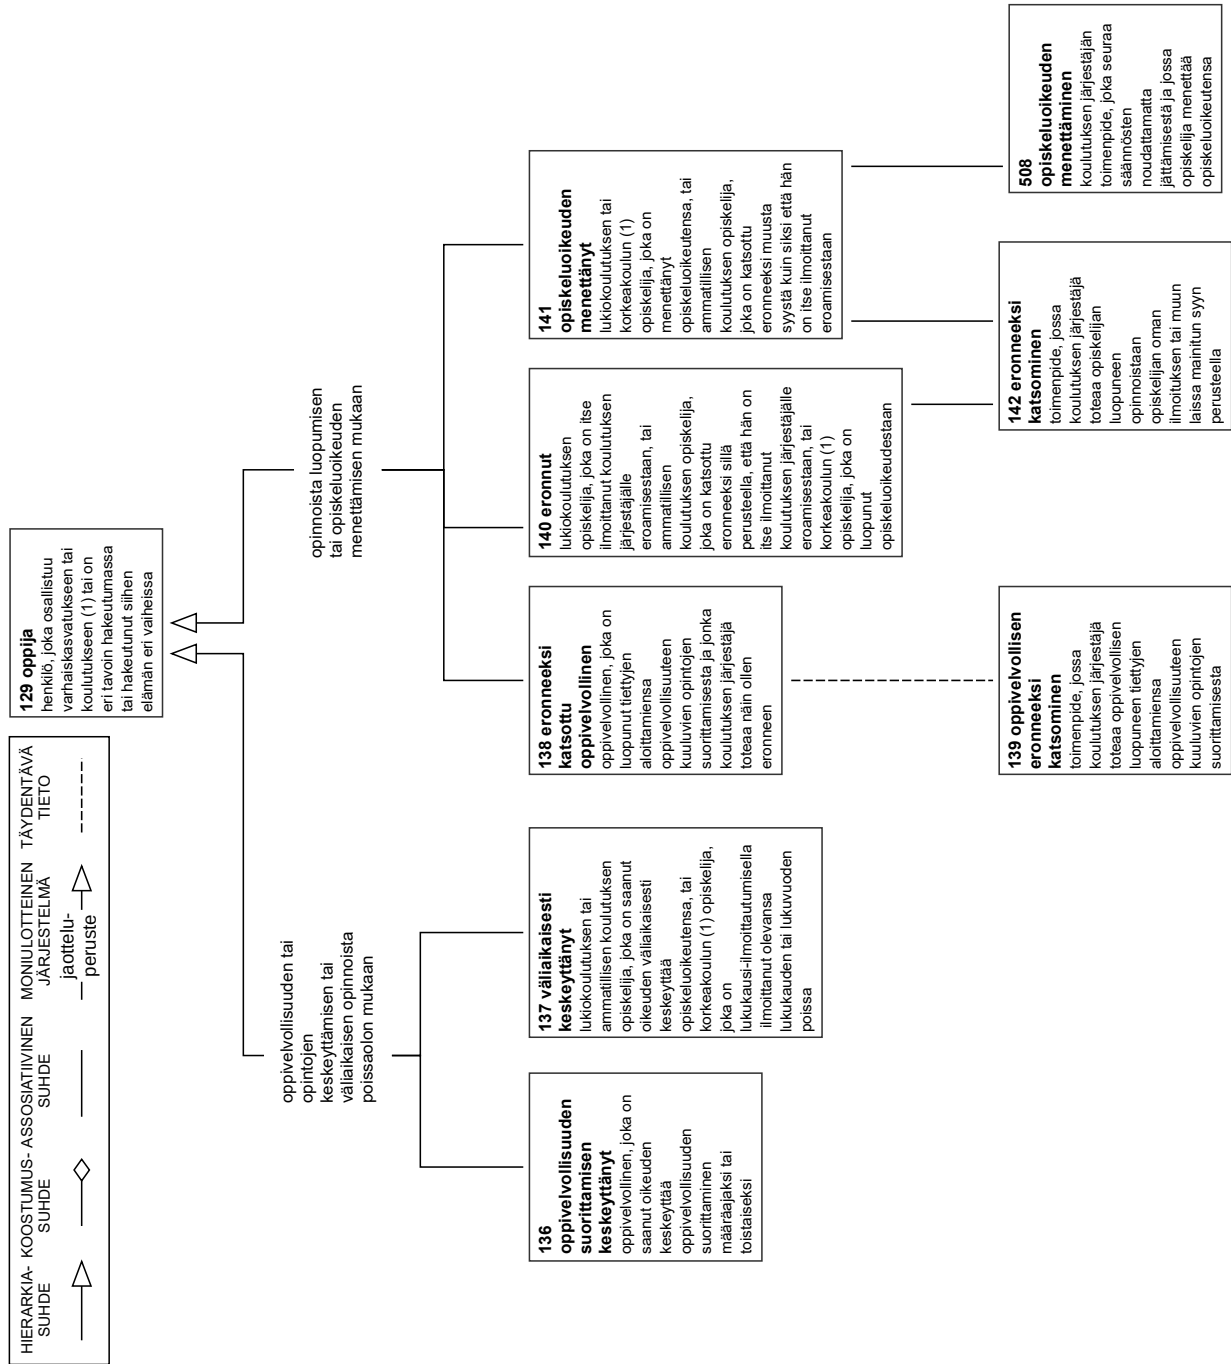 HIERARKIA-
SUHDE
KOOSTUMUS-
SUHDE
ASSOSIATIIVINEN
SUHDE
MONIULOTTEINEN
JÄRJESTELMÄ
jaottelu-
peruste
TÄYDENTÄVÄ
TIETO
129 oppija
henkilö, joka osallistuu
varhaiskasvatukseen tai
koulutukseen (1) tai on
eri tavoin hakeutumassa
tai hakeutunut siihen
elämän eri vaiheissa
oppivelvollisuuden tai
opintojen
keskeyttämisen tai
väliaikaisen opinnoista
poissaolon mukaan
opinnoista luopumisen
tai opiskeluoikeuden
menettämisen mukaan
136
oppivelvollisuuden
suorittamisen
keskeyttänyt
oppivelvollinen, joka on
saanut oikeuden
keskeyttää
oppivelvollisuuden
suorittaminen
määräajaksi tai
toistaiseksi
137 väliaikaisesti
keskeyttänyt
lukiokoulutuksen tai
ammatillisen koulutuksen
opiskelija, joka on saanut
oikeuden väliaikaisesti
keskeyttää
opiskeluoikeutensa, tai
korkeakoulun (1) opiskelija,
joka on
lukukausi-ilmoittautumisella
ilmoittanut olevansa
lukukauden tai lukuvuoden
poissa
138 eronneeksi
katsottu
oppivelvollinen
oppivelvollinen, joka on
luopunut tiettyjen
aloittamiensa
oppivelvollisuuteen
kuuluvien opintojen
suorittamisesta ja jonka
koulutuksen järjestäjä
toteaa näin ollen
eronneen
140 eronnut
lukiokoulutuksen
opiskelija, joka on itse
ilmoittanut koulutuksen
järjestäjälle
eroamisestaan, tai
ammatillisen
koulutuksen opiskelija,
joka on katsottu
eronneeksi sillä
perusteella, että hän on
itse ilmoittanut
koulutuksen järjestäjälle
eroamisestaan, tai
korkeakoulun (1)
opiskelija, joka on
luopunut
opiskeluoikeudestaan
141
opiskeluoikeuden
menettänyt
lukiokoulutuksen tai
korkeakoulun (1)
opiskelija, joka on
menettänyt
opiskeluoikeutensa, tai
ammatillisen
koulutuksen opiskelija,
joka on katsottu
eronneeksi muusta
syystä kuin siksi että hän
on itse ilmoittanut
eroamisestaan
139 oppivelvollisen
eronneeksi
katsominen
toimenpide, jossa
koulutuksen järjestäjä
toteaa oppivelvollisen
luopuneen tiettyjen
aloittamiensa
oppivelvollisuuteen
kuuluvien opintojen
suorittamisesta
142 eronneeksi
katsominen
toimenpide, jossa
koulutuksen järjestäjä
toteaa opiskelijan
luopuneen
opinnoistaan
opiskelijan oman
ilmoituksen tai muun
laissa mainitun syyn
perusteella
508
opiskeluoikeuden
menettäminen
koulutuksen järjestäjän
toimenpide, joka seuraa
säännösten
noudattamatta
jättämisestä ja jossa
opiskelija menettää
opiskeluoikeutensa